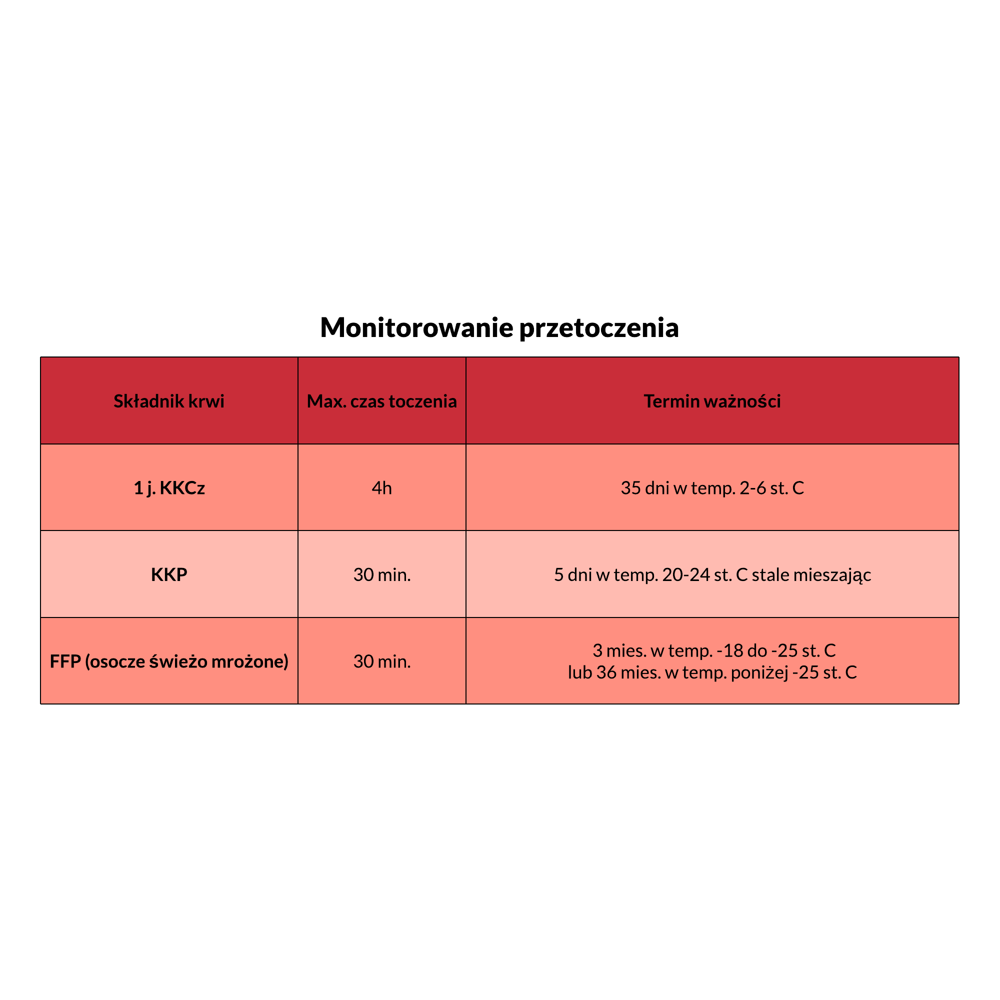 Monitorowanie przetoczenia
Składnik krwi
Max. czas toczenia
Termin ważności
1 j. KKCz
4h
35 dni w temp. 2-6 st. C
KKP
30 min.
5 dni w temp. 20-24 st. C stale mieszając
FFP (osocze świeżo mrożone)
30 min.
3 mies. w temp. -18 do -25 st. C
lub 36 mies. w temp. poniżej -25 st. C